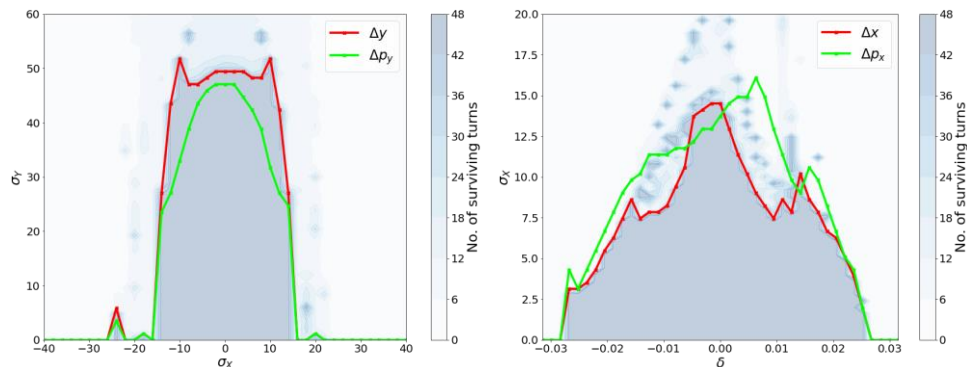 60
50
40
30
20
10
0
σ_Y
−40 −30 −20 −10 0 10 20 30 40
σ_X
Δy
Δp_y
48
42
36
30
24
18
12
6
0
No. of surviving turns
20.0
17.5
15.0
12.5
10.0
7.5
5.0
2.5
0.0
σ_X
−0.03 −0.02 −0.01 0.00 0.01 0.02 0.03
δ
Δx
Δp_x
48
42
36
30
24
18
12
6
0
No. of surviving turns